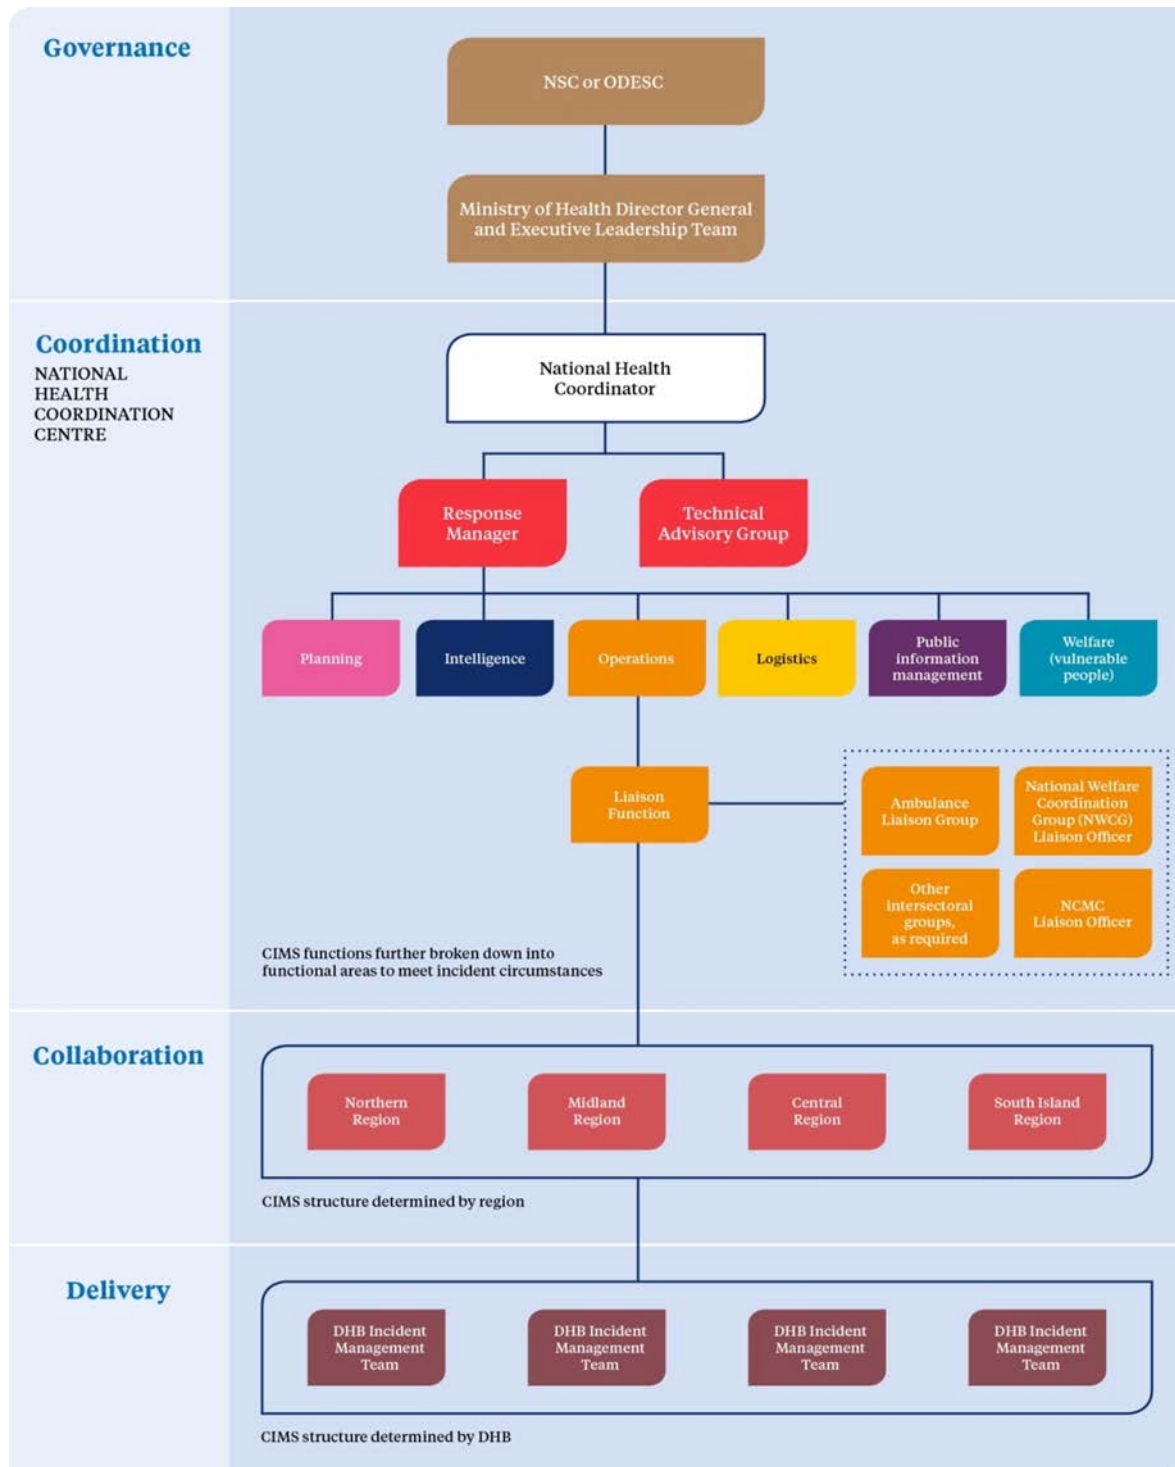 Governance
NSC or ODESC
Ministry of Health Director General
and Executive Leadership Team
Coordination
NATIONAL
HEALTH
COORDINATION
CENTRE
National Health
Coordinator
Response
Manager
Technical
Advisory Group
Planning
Intelligence
Operations
Logistics
Public
information
management
Welfare
(vulnerable
people)
Liaison
Function
Ambulance
Liaison Group
National Welfare
Coordination
Group (NWCG)
Liaison Officer
Other
intersectoral
groups,
as required
NCMC
Liaison Officer
CIMS functions further broken down into
functional areas to meet incident circumstances
Collaboration
Northern
Region
Midland
Region
Central
Region
South Island
Region
CIMS structure determined by region
Delivery
DHB Incident
Management
Team
DHB Incident
Management
Team
DHB Incident
Management
Team
DHB Incident
Management
Team
CIMS structure determined by DHB